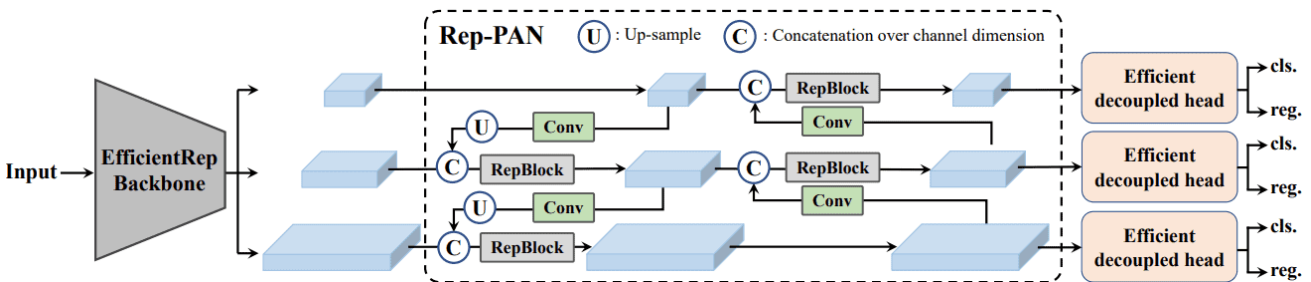 Rep-PAN
U : Up-sample
C : Concatenation over channel dimension
Input
EfficientRep
Backbone
C
RepBlock
Efficient
decoupled head
cls.
reg.
U
Conv
Conv
C
RepBlock
C
RepBlock
Efficient
decoupled head
cls.
reg.
U
Conv
Conv
C
RepBlock
Efficient
decoupled head
cls.
reg.